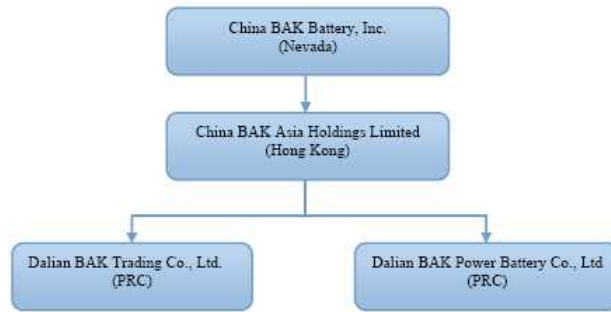 China BAK Battery, Inc.
(Nevada)
China BAK Asia Holdings Limited
(Hong Kong)
Dalian BAK Trading Co., Ltd.
(PRC)
Dalian BAK Power Battery Co., Ltd
(PRC)